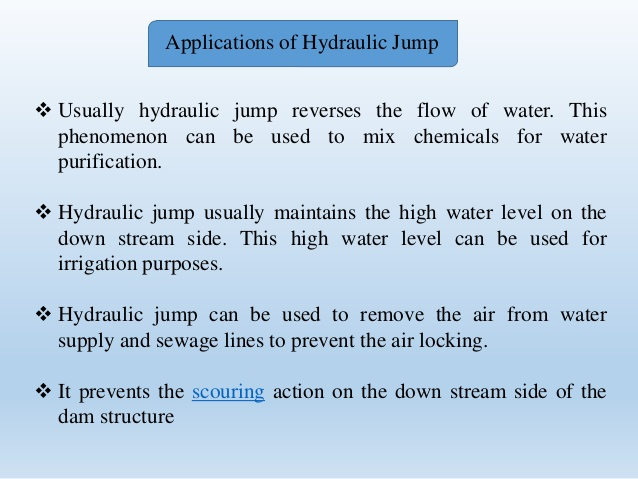 Applications of Hydraulic Jump
❖ Usually hydraulic jump reverses the flow of water. This
phenomenon can be used to mix chemicals for water
purification.
❖ Hydraulic jump usually maintains the high water level on the
down stream side. This high water level can be used for
irrigation purposes.
❖ Hydraulic jump can be used to remove the air from water
supply and sewage lines to prevent the air locking.
❖ It prevents the scouring action on the down stream side of the
dam structure